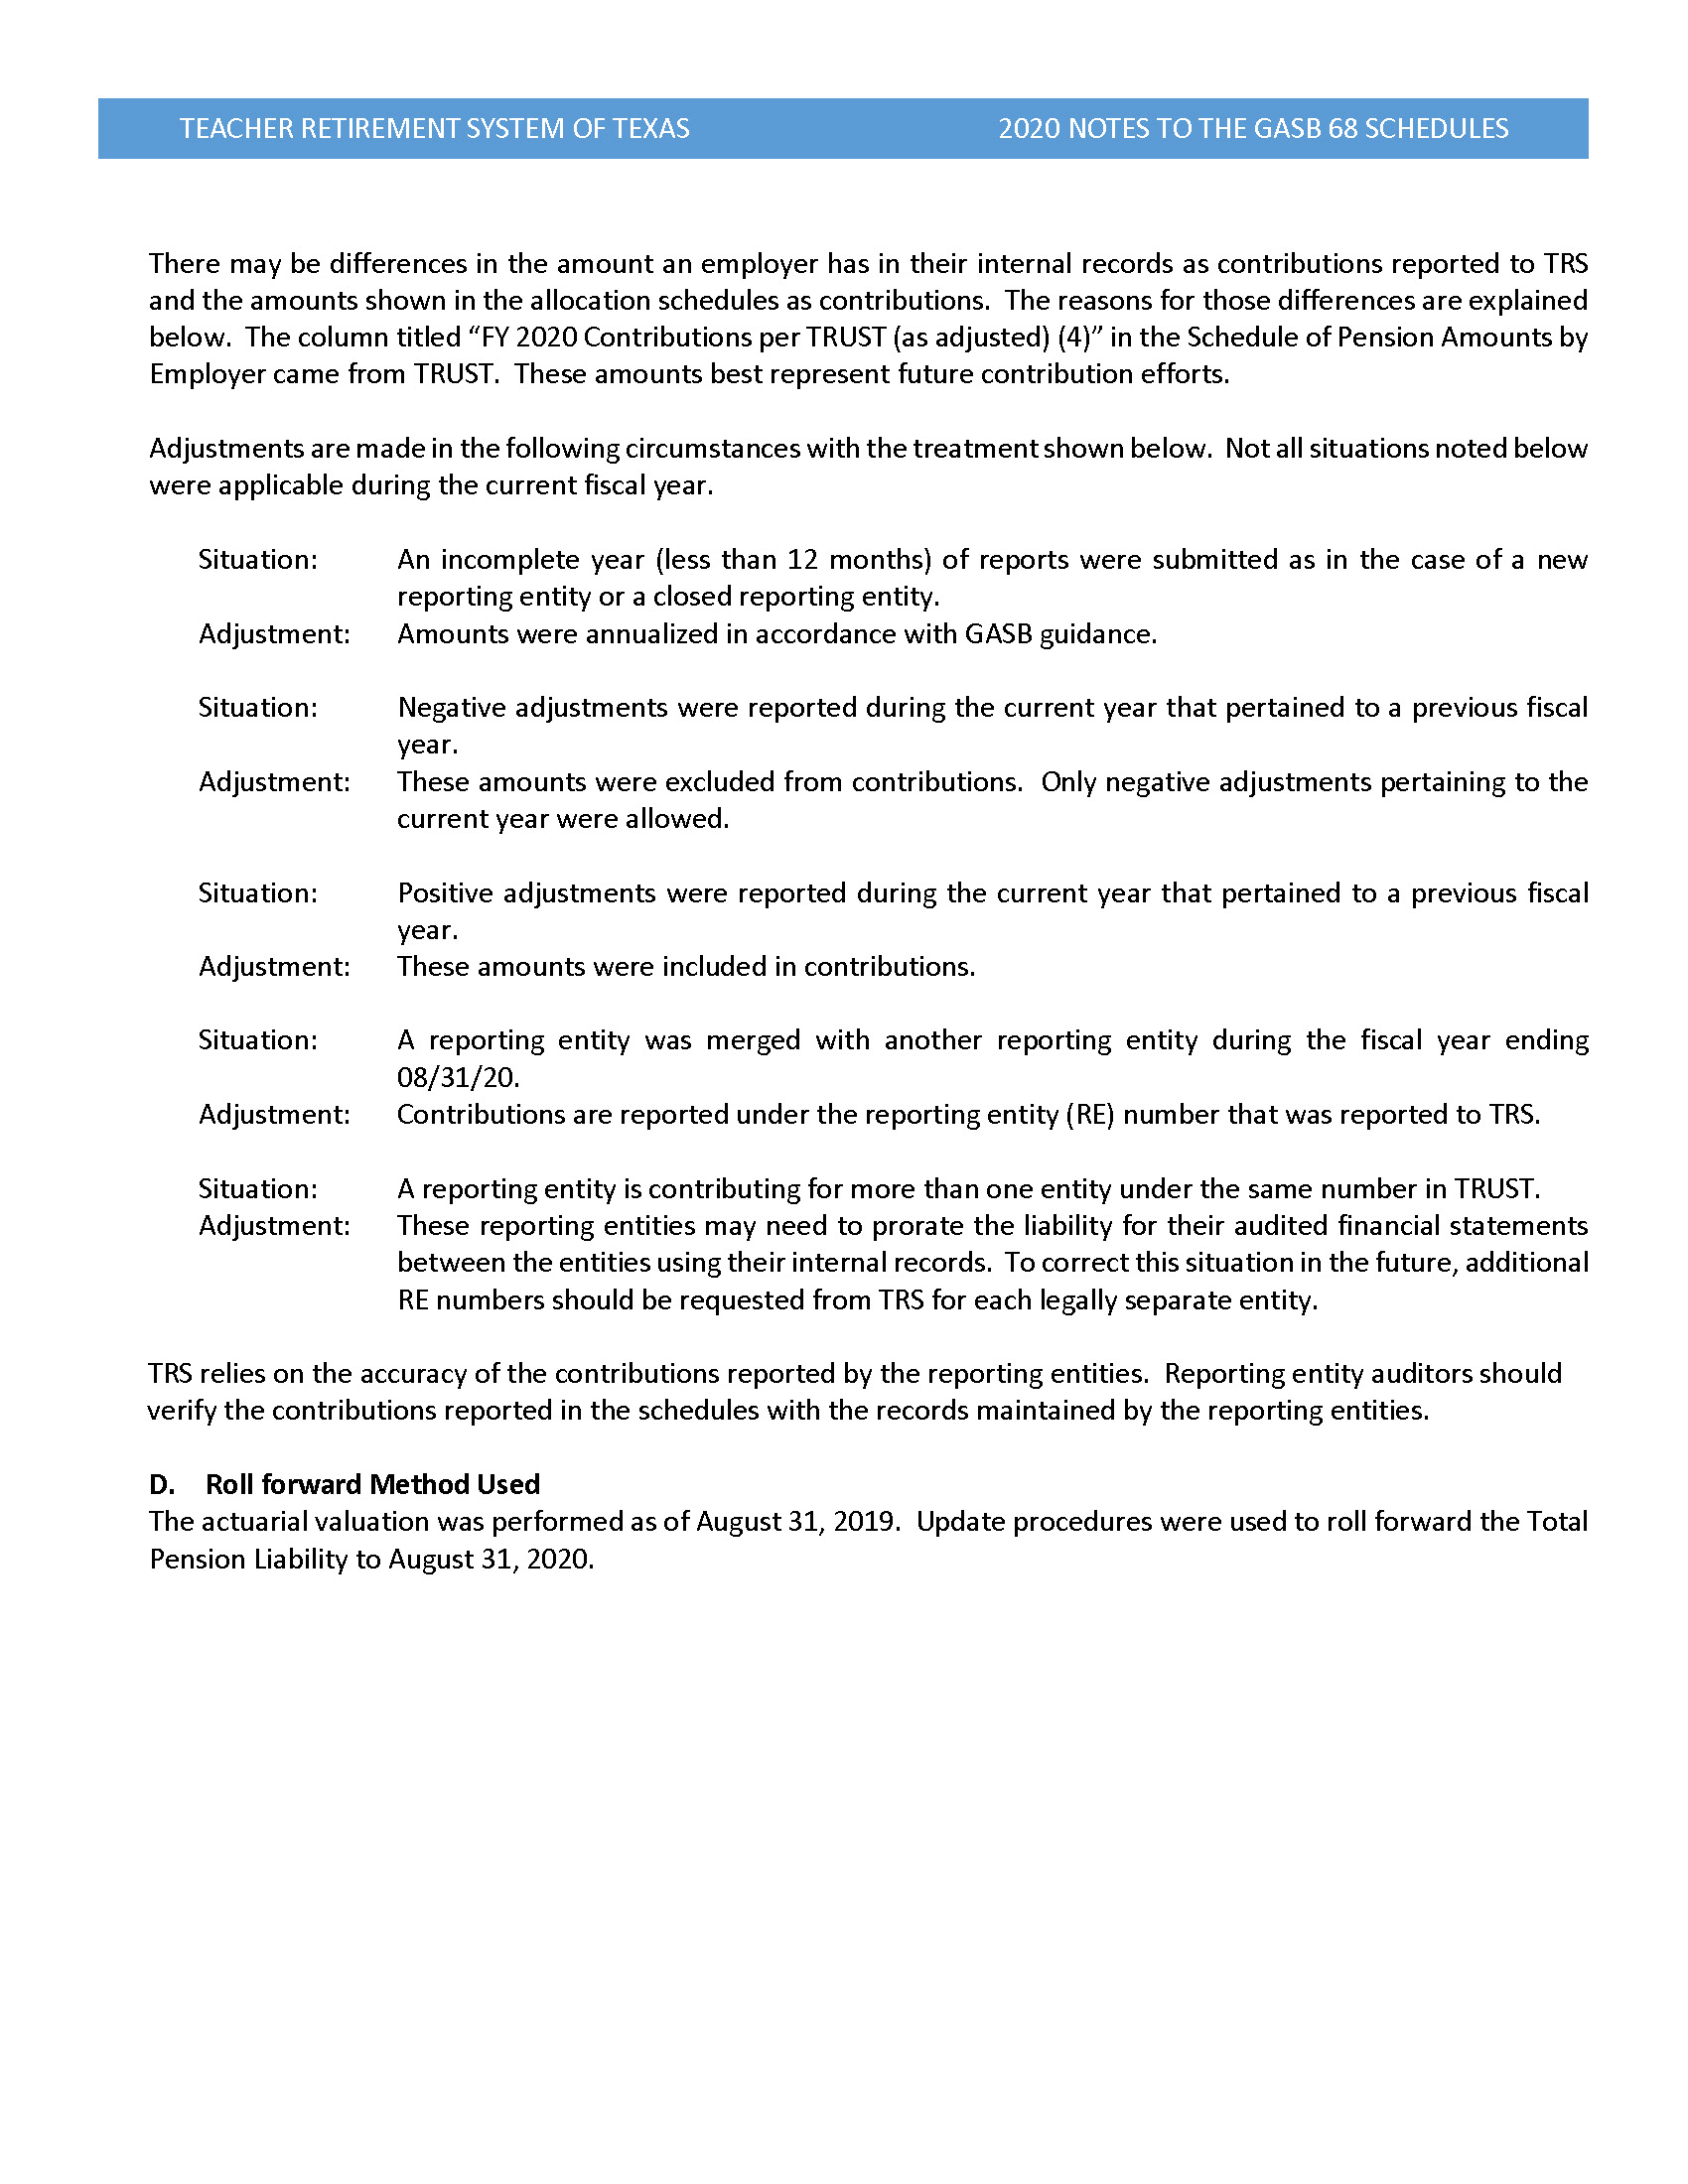 TEACHER RETIREMENT SYSTEM OF TEXAS 2020 NOTES TO THE GASB 68 SCHEDULES
There may be differences in the amount an employer has in their internal records as contributions reported to TRS
and the amounts shown in the allocation schedules as contributions. The reasons for those differences are explained
below. The column titled “FY 2020 Contributions per TRUST (as adjusted) (4)” in the Schedule of Pension Amounts by
Employer came from TRUST. These amounts best represent future contribution efforts.
Adjustments are made in the following circumstances with the treatment shown below. Not all situations noted below
were applicable during the current fiscal year.
Situation: An incomplete year (less than 12 months) of reports were submitted as in the case of a new
reporting entity or a closed reporting entity.
Adjustment: Amounts were annualized in accordance with GASB guidance.
Situation: Negative adjustments were reported during the current year that pertained to a previous fiscal
year.
Adjustment: These amounts were excluded from contributions. Only negative adjustments pertaining to the
current year were allowed.
Situation: Positive adjustments were reported during the current year that pertained to a previous fiscal
year.
Adjustment: These amounts were included in contributions.
Situation: A reporting entity was merged with another reporting entity during the fiscal year ending
08/31/20.
Adjustment: Contributions are reported under the reporting entity (RE) number that was reported to TRS.
Situation: A reporting entity is contributing for more than one entity under the same number in TRUST.
Adjustment: These reporting entities may need to prorate the liability for their audited financial statements
between the entities using their internal records. To correct this situation in the future, additional
RE numbers should be requested from TRS for each legally separate entity.
TRS relies on the accuracy of the contributions reported by the reporting entities. Reporting entity auditors should
verify the contributions reported in the schedules with the records maintained by the reporting entities.
D. Roll forward Method Used
The actuarial valuation was performed as of August 31, 2019. Update procedures were used to roll forward the Total
Pension Liability to August 31, 2020.